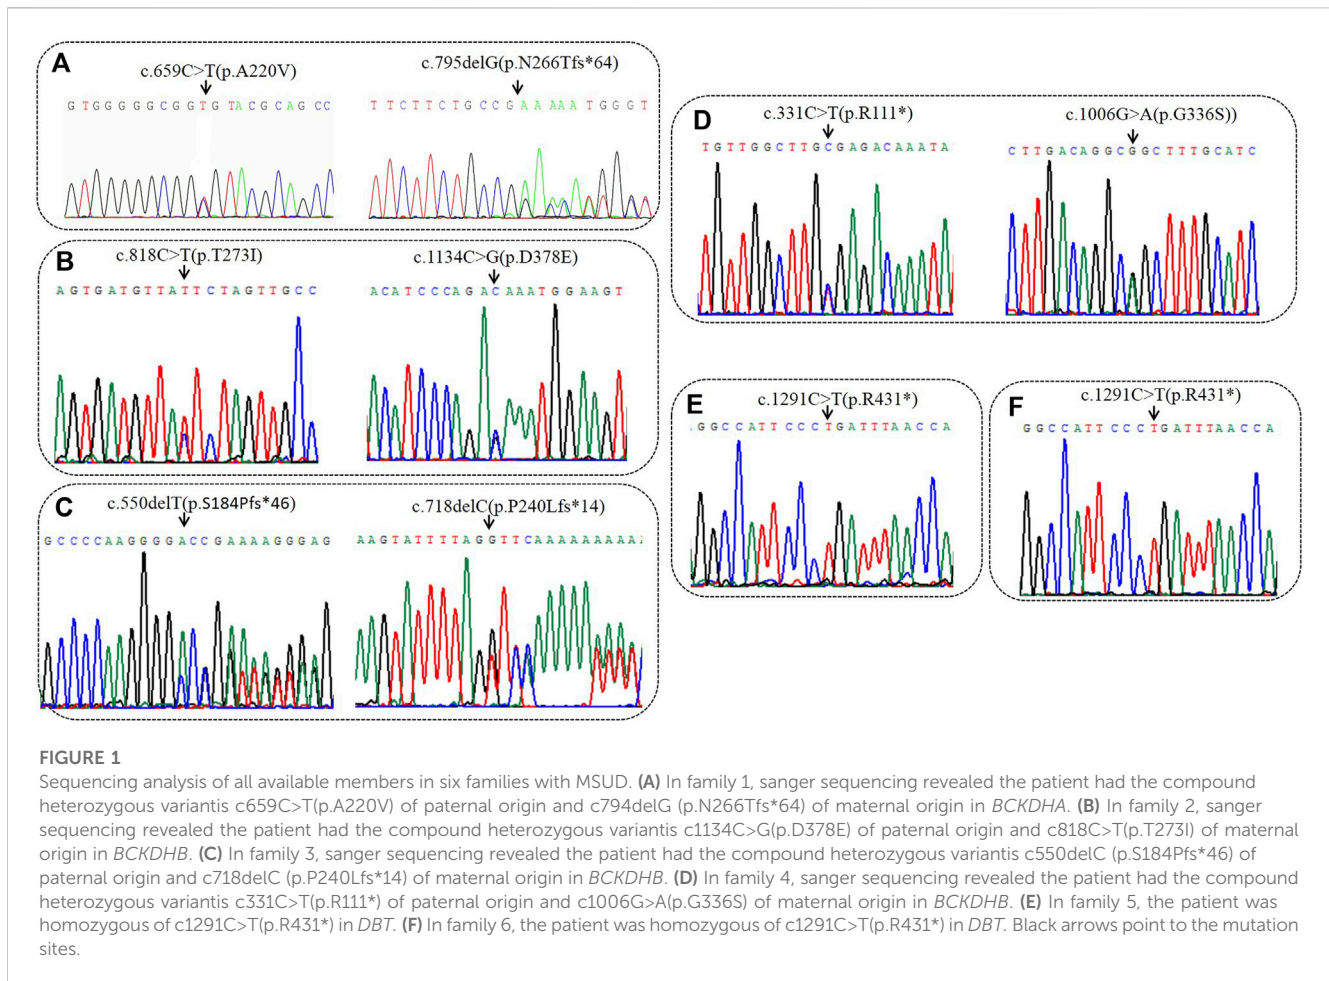 A
c.659C>T(p.A220V)
G T G G G G G C G G T G T A C G C A G C C
c.795delG(p.N266Tfs*64)
T T C T T C T G C C G A A A A A T G G G T
B
c.818C>T(p.T273I)
A G T G A T G T T A T T C T A G T T G C C
c.1134C>G(p.D378E)
A C A T C C C A G A C A A A T G G A A G T
C
c.550delT(p.S184Pfs*46)
G C C C C A A G G G G A C C G A A A A G G G A G
c.718delC(p.P240Lfs*14)
A A G T A T T T T A G G T T C A A A A A A A A A A
D
c.331C>T(p.R111*)
T G T T G G C T T G C G A G A C A A A T A
c.1006G>A(p.G336S))
C T T G A C A G G C G G C T T T G C A T C
E
c.1291C>T(p.R431*)
G G C C A T T C C C T G A T T T A A C C A
F
c.1291C>T(p.R431*)
G G C C A T T C C C T G A T T T A A C C A
FIGURE 1
Sequencing analysis of all available members in six families with MSUD. (A) In family 1, sanger sequencing revealed the patient had the compound
heterozygous variantis c659C>T(p.A220V) of paternal origin and c794delG (p.N266Tfs*64) of maternal origin in BCKDHA. (B) In family 2, sanger
sequencing revealed the patient had the compound heterozygous variantis c1134C>G(p.D378E) of paternal origin and c818C>T(p.T273I) of maternal
origin in BCKDHB. (C) In family 3, sanger sequencing revealed the patient had the compound heterozygous variantis c550delC (p.S184Pfs*46) of
paternal origin and c718delC (p.P240Lfs*14) of maternal origin in BCKDHB. (D) In family 4, sanger sequencing revealed the patient had the compound
heterozygous variantis c331C>T(p.R111*) of paternal origin and c1006G>A(p.G336S) of maternal origin in BCKDHB. (E) In family 5, the patient was
homozygous of c1291C>T(p.R431*) in DBT. (F) In family 6, the patient was homozygous of c1291C>T(p.R431*) in DBT. Black arrows point to the mutation
sites.